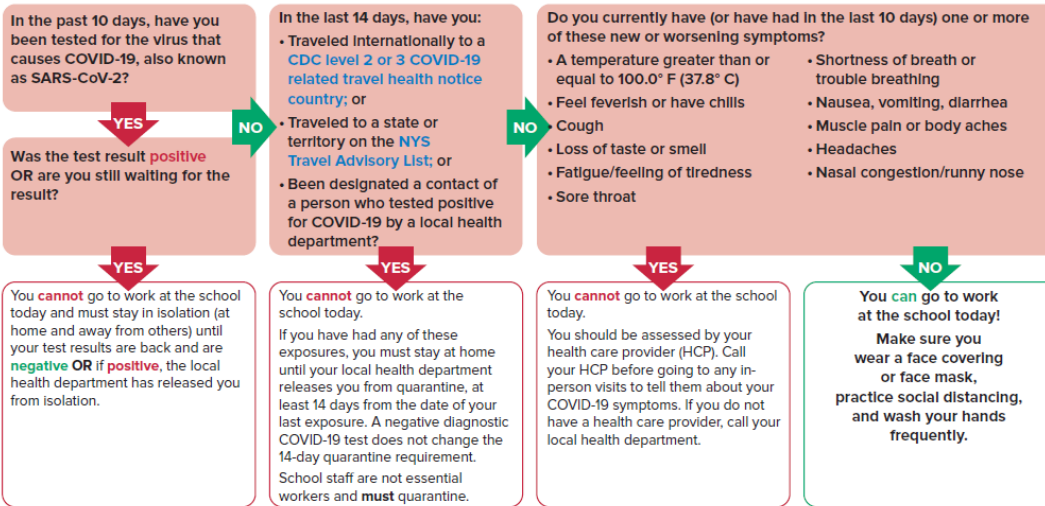 In the past 10 days, have you
been tested for the virus that
causes COVID-19, also known
as SARS-CoV-2?
YES
Was the test result positive
OR are you still waiting for the
result?
YES
You cannot go to work at the school
today and must stay in isolation (at
home and away from others) until
your test results are back and are
negative OR if positive, the local
health department has released you
from isolation.
NO
In the last 14 days, have you:
• Traveled internationally to a
CDC level 2 or 3 COVID-19
related travel health notice
country; or
• Traveled to a state or
territory on the NYS
Travel Advisory List; or
• Been designated a contact of
a person who tested positive
for COVID-19 by a local health
department?
YES
You cannot go to work at the
school today.
If you have had any of these
exposures, you must stay at home
until your local health department
releases you from quarantine, at
least 14 days from the date of your
last exposure. A negative diagnostic
COVID-19 test does not change the
14-day quarantine requirement.
School staff are not essential
workers and must quarantine.
NO
Do you currently have (or have had in the last 10 days) one or more
of these new or worsening symptoms?
• A temperature greater than or
equal to 100.0° F (37.8° C)
• Feel feverish or have chills
• Cough
• Loss of taste or smell
• Fatigue/feeling of tiredness
• Sore throat
• Shortness of breath or
trouble breathing
• Nausea, vomiting, diarrhea
• Muscle pain or body aches
• Headaches
• Nasal congestion/runny nose
YES
You cannot go to work at the school
today.
You should be assessed by your
health care provider (HCP). Call
your HCP before going to any in-
person visits to tell them about your
COVID-19 symptoms. If you do not
have a health care provider, call your
local health department.
NO
You can go to work
at the school today!
Make sure you
wear a face covering
or face mask,
practice social distancing,
and wash your hands
frequently.